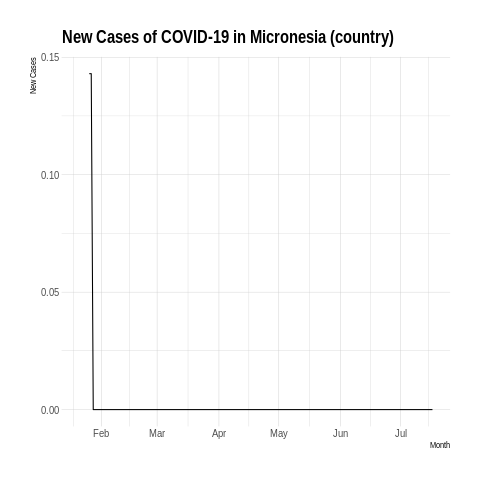 New Cases of COVID-19 in Micronesia (country)
New Cases
0.15
0.10
0.05
0.00
Feb Mar Apr May Jun Jul
Month